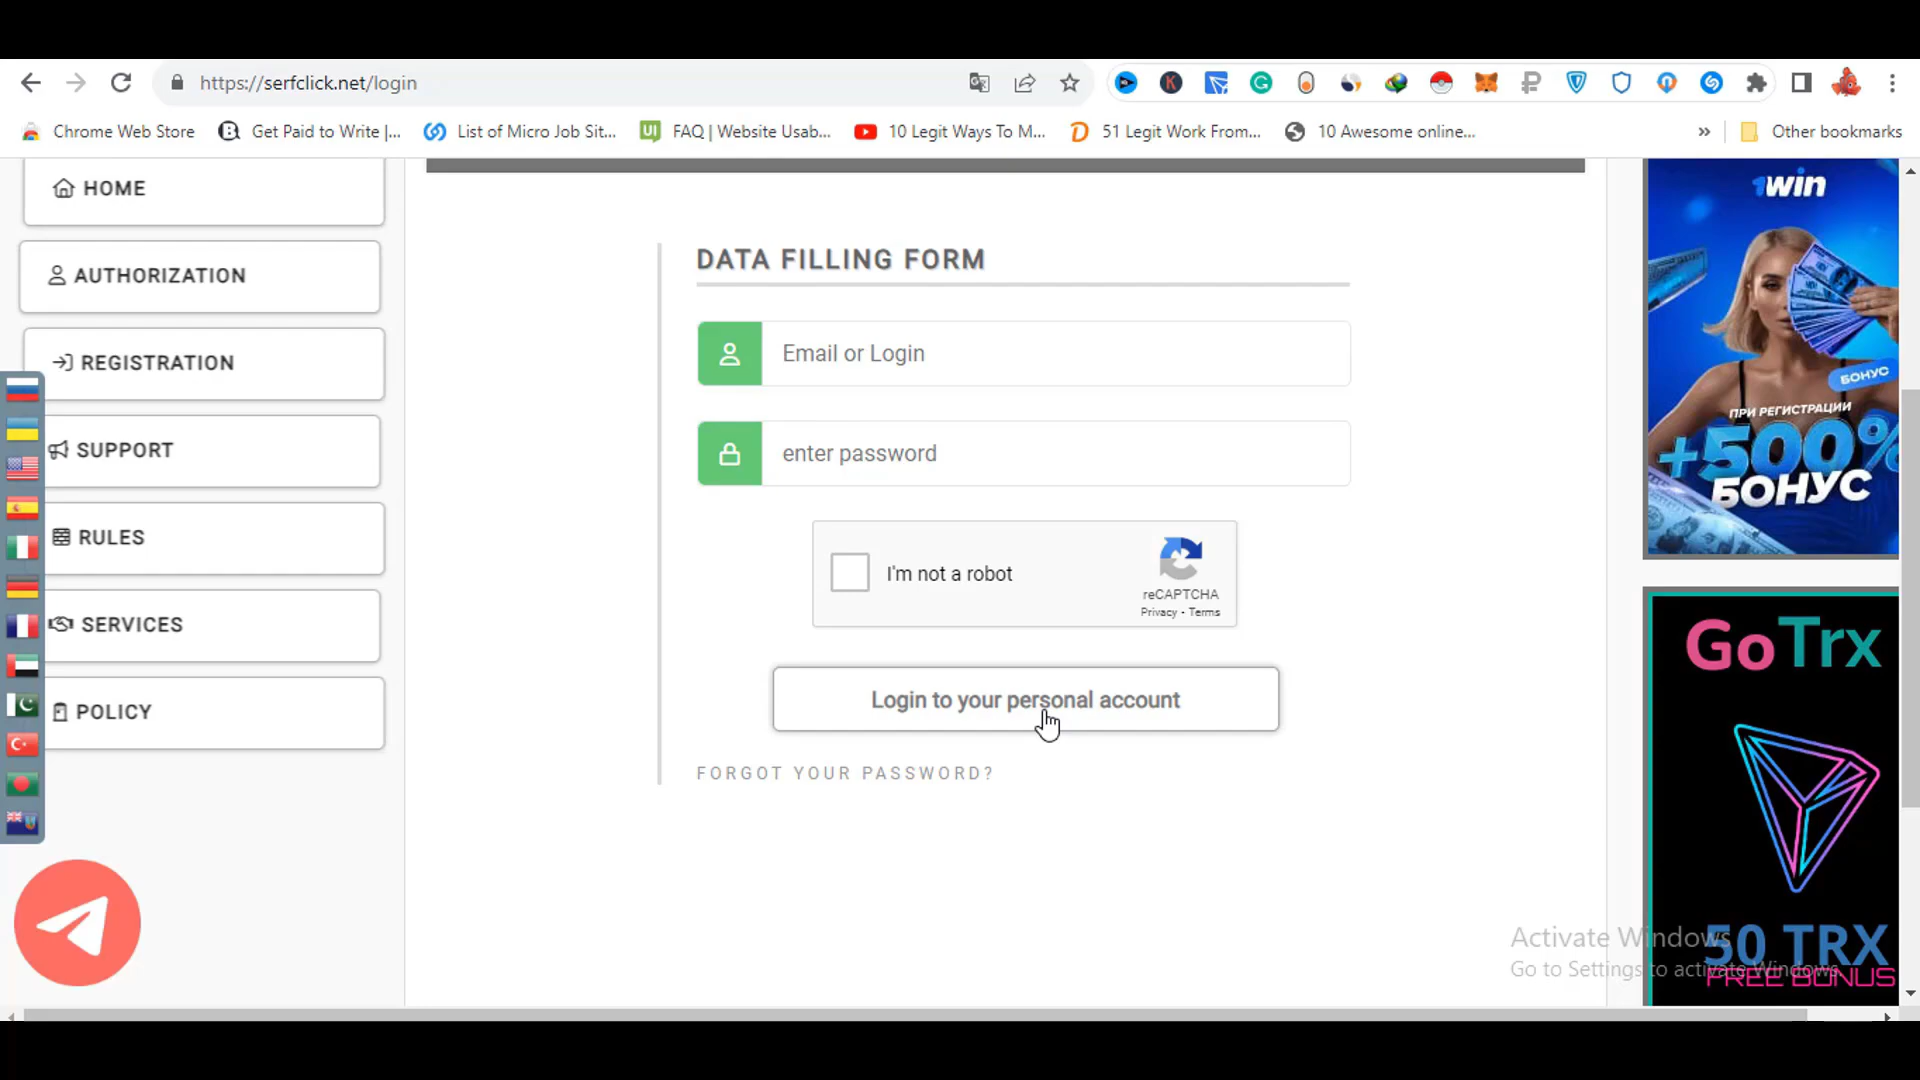 https://serfclick.net/login
Chrome Web Store
Get Paid to Write |...
List of Micro Job Sit...
FAQ | Website Usab...
10 Legit Ways To M...
51 Legit Work From...
10 Awesome online...
»
Other bookmarks
HOME
AUTHORIZATION
REGISTRATION
SUPPORT
RULES
SERVICES
POLICY
DATA FILLING FORM
Email or Login
enter password
I'm not a robot
reCAPTCHA
Privacy - Terms
Login to your personal account
FORGOT YOUR PASSWORD?
1win
БОНУС
ПРИ РЕГИСТРАЦИИ
+500%
БОНУС
GoTrx
50 TRX
FREE BONUS
Activate Windows
Go to Settings to activate Windows.